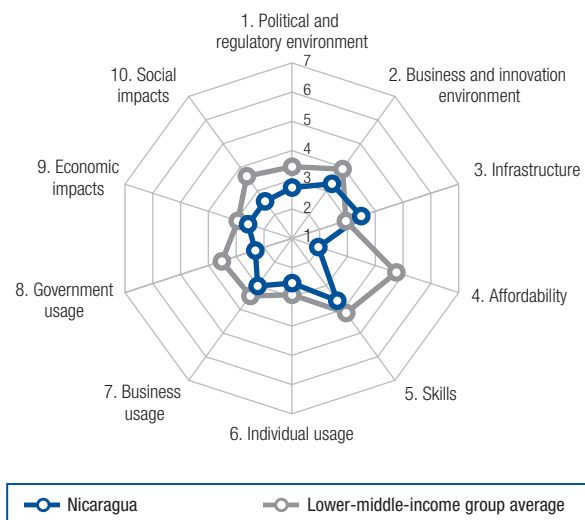 1. Political and
regulatory environment
10. Social
impacts
2. Business and innovation
environment
7
6
5
4
3
2
1
9. Economic
impacts
3. Infrastructure
8. Government
usage
4. Affordability
7. Business
usage
5. Skills
6. Individual usage
Nicaragua
Lower-middle-income group average